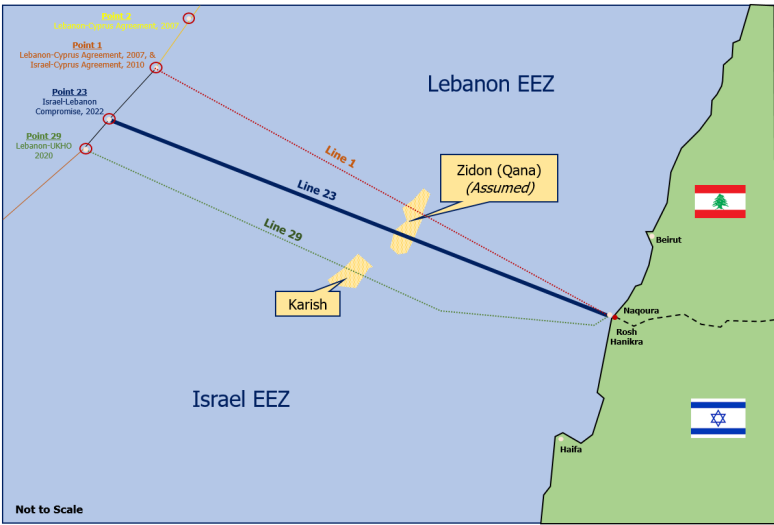 Point 2
Lebanon-Cyprus Agreement, 2007
Point 1
Lebanon-Cyprus Agreement, 2007, &
Israel-Cyprus Agreement, 2010
Point 23
Israel-Lebanon
Compromise, 2022
Point 29
Lebanon-UKHO
2020
Lebanon EEZ
Line 1
Zidon (Qana)
(Assumed)
Line 23
Line 29
Karish
Beirut
Naqoura
Rosh
Hanikra
Israel EEZ
Haifa
Not to Scale